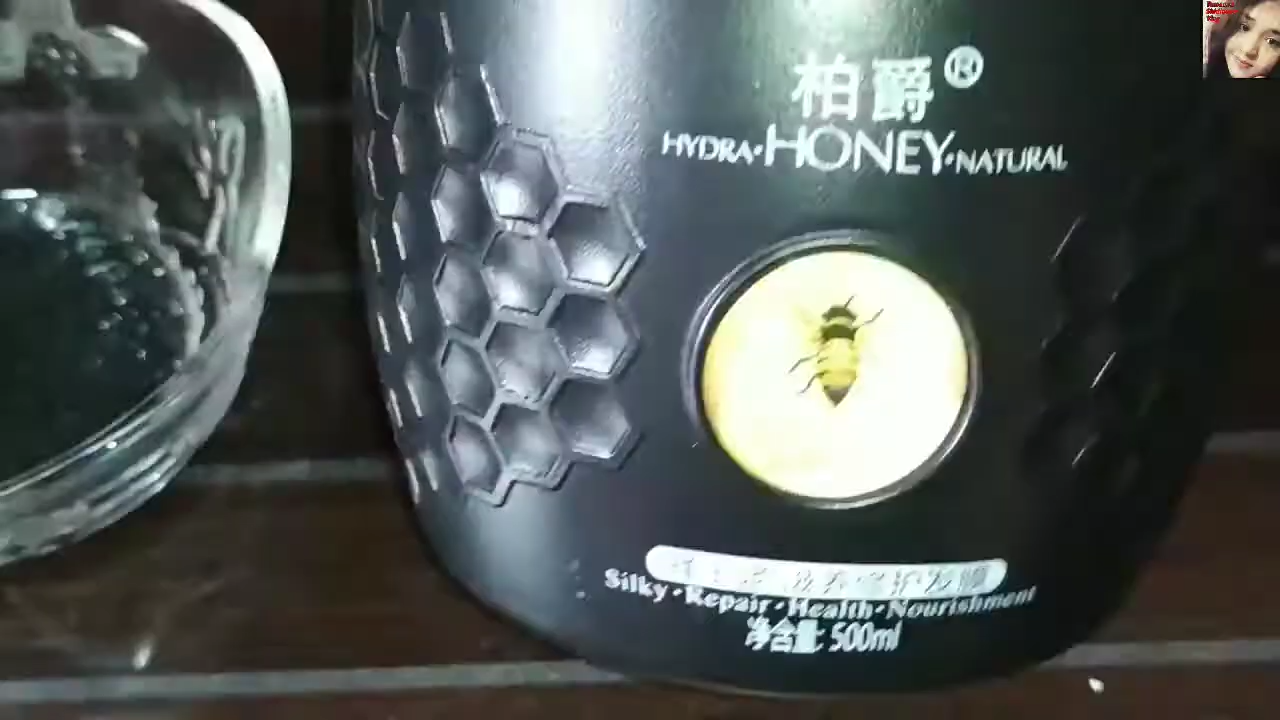 柏爵®
HYDRA·HONEY·NATURAL
Silky·Repair·Health·Nourishment
净含量: 500ml